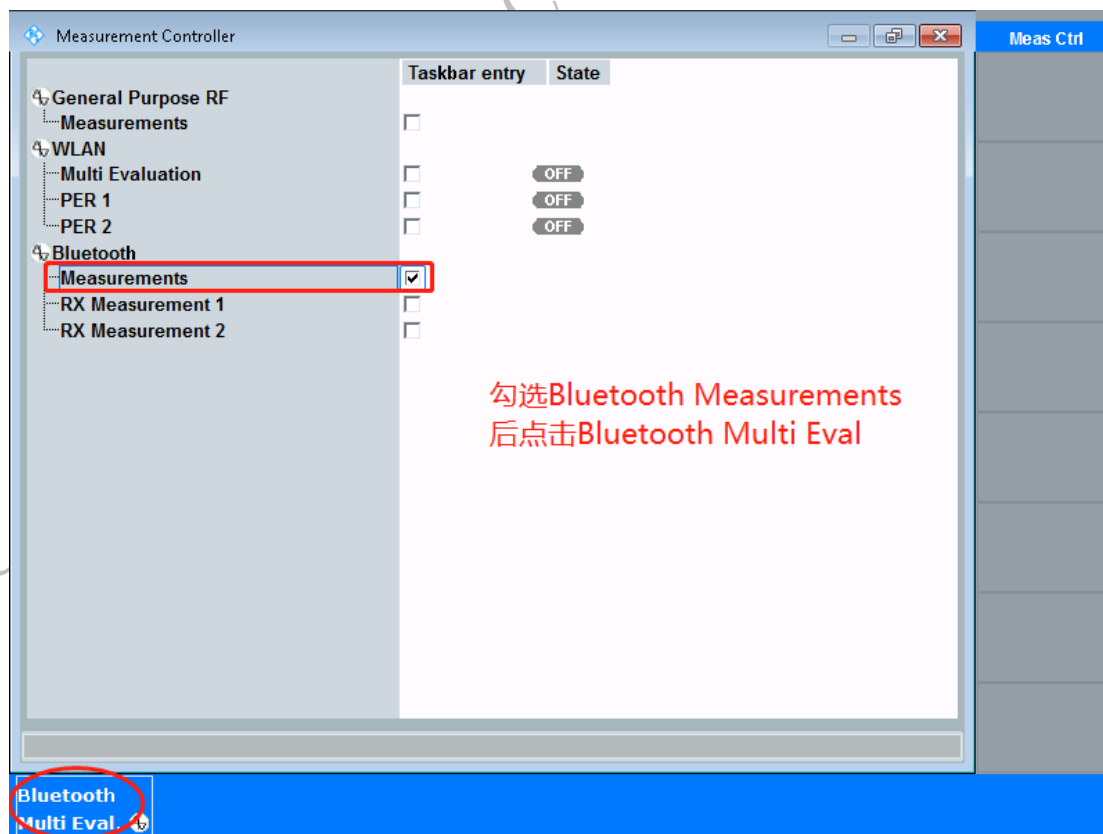 Measurement Controller
Meas Ctrl
Taskbar entry State
General Purpose RF
Measurements
WLAN
Multi Evaluation OFF
PER 1 OFF
PER 2 OFF
Bluetooth
Measurements
RX Measurement 1
RX Measurement 2
勾选Bluetooth Measurements
后点击Bluetooth Multi Eval
Bluetooth
Multi Eval.